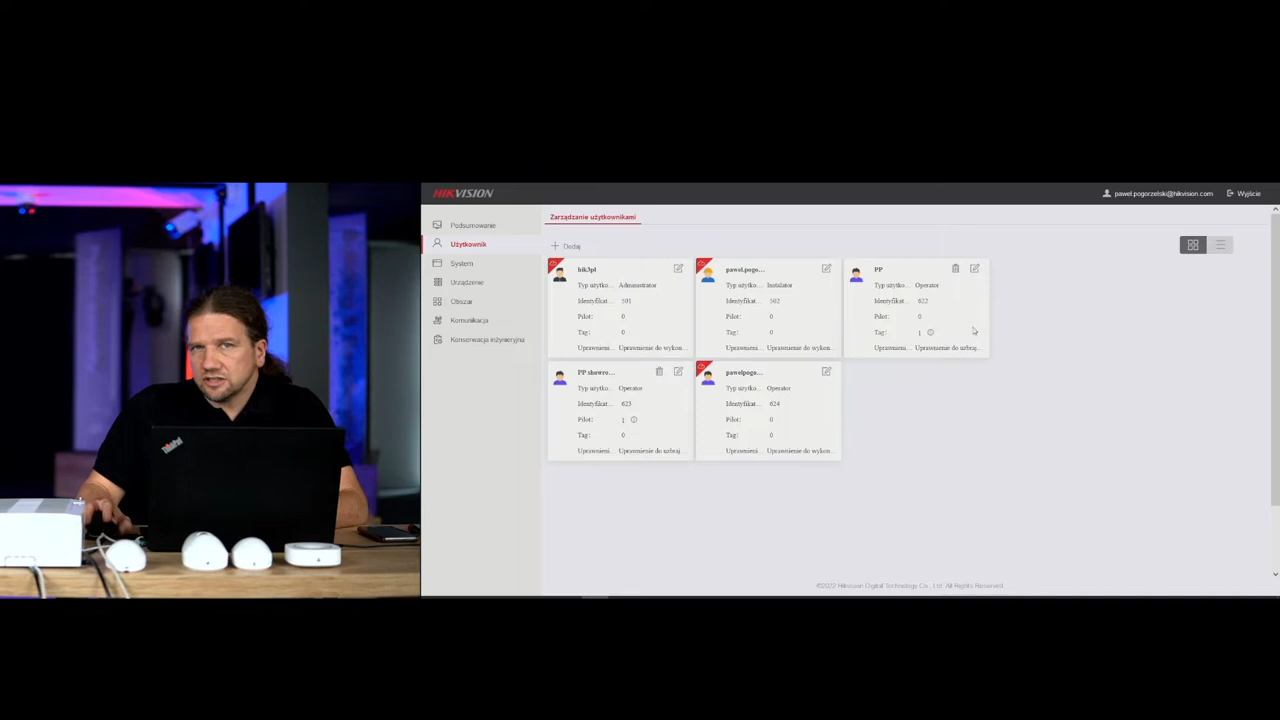 HIKVISION
pawel.pogorzelski@hikvision.com
Wyjście
Podsumowanie
Użytkownik
System
Urządzenie
Obszar
Komunikacja
Konserwacja inżynieryjna
Zarządzanie użytkownikami
Dodaj
hik3pl
Typ użytko... Administrator
Identyfikat... 501
Pilot: 0
Tag: 0
Uprawnieni... Uprawnienie do wykon...
pawel.pogo...
Typ użytko... Instalator
Identyfikat... 502
Pilot: 0
Tag: 0
Uprawnieni... Uprawnienie do wykon...
PP
Typ użytko... Operator
Identyfikat... 622
Pilot: 0
Tag: 1
Uprawnieni... Uprawnienie do uzbraj...
PP sluwro...
Typ użytko... Operator
Identyfikat... 623
Pilot: 1
Tag: 0
Uprawnieni... Uprawnienie do uzbraj...
pawelpogo...
Typ użytko... Operator
Identyfikat... 624
Pilot: 0
Tag: 0
Uprawnieni... Uprawnienie do wykon...
©2022 Hikvision Digital Technology Co., Ltd. All Rights Reserved.
ThinkPad